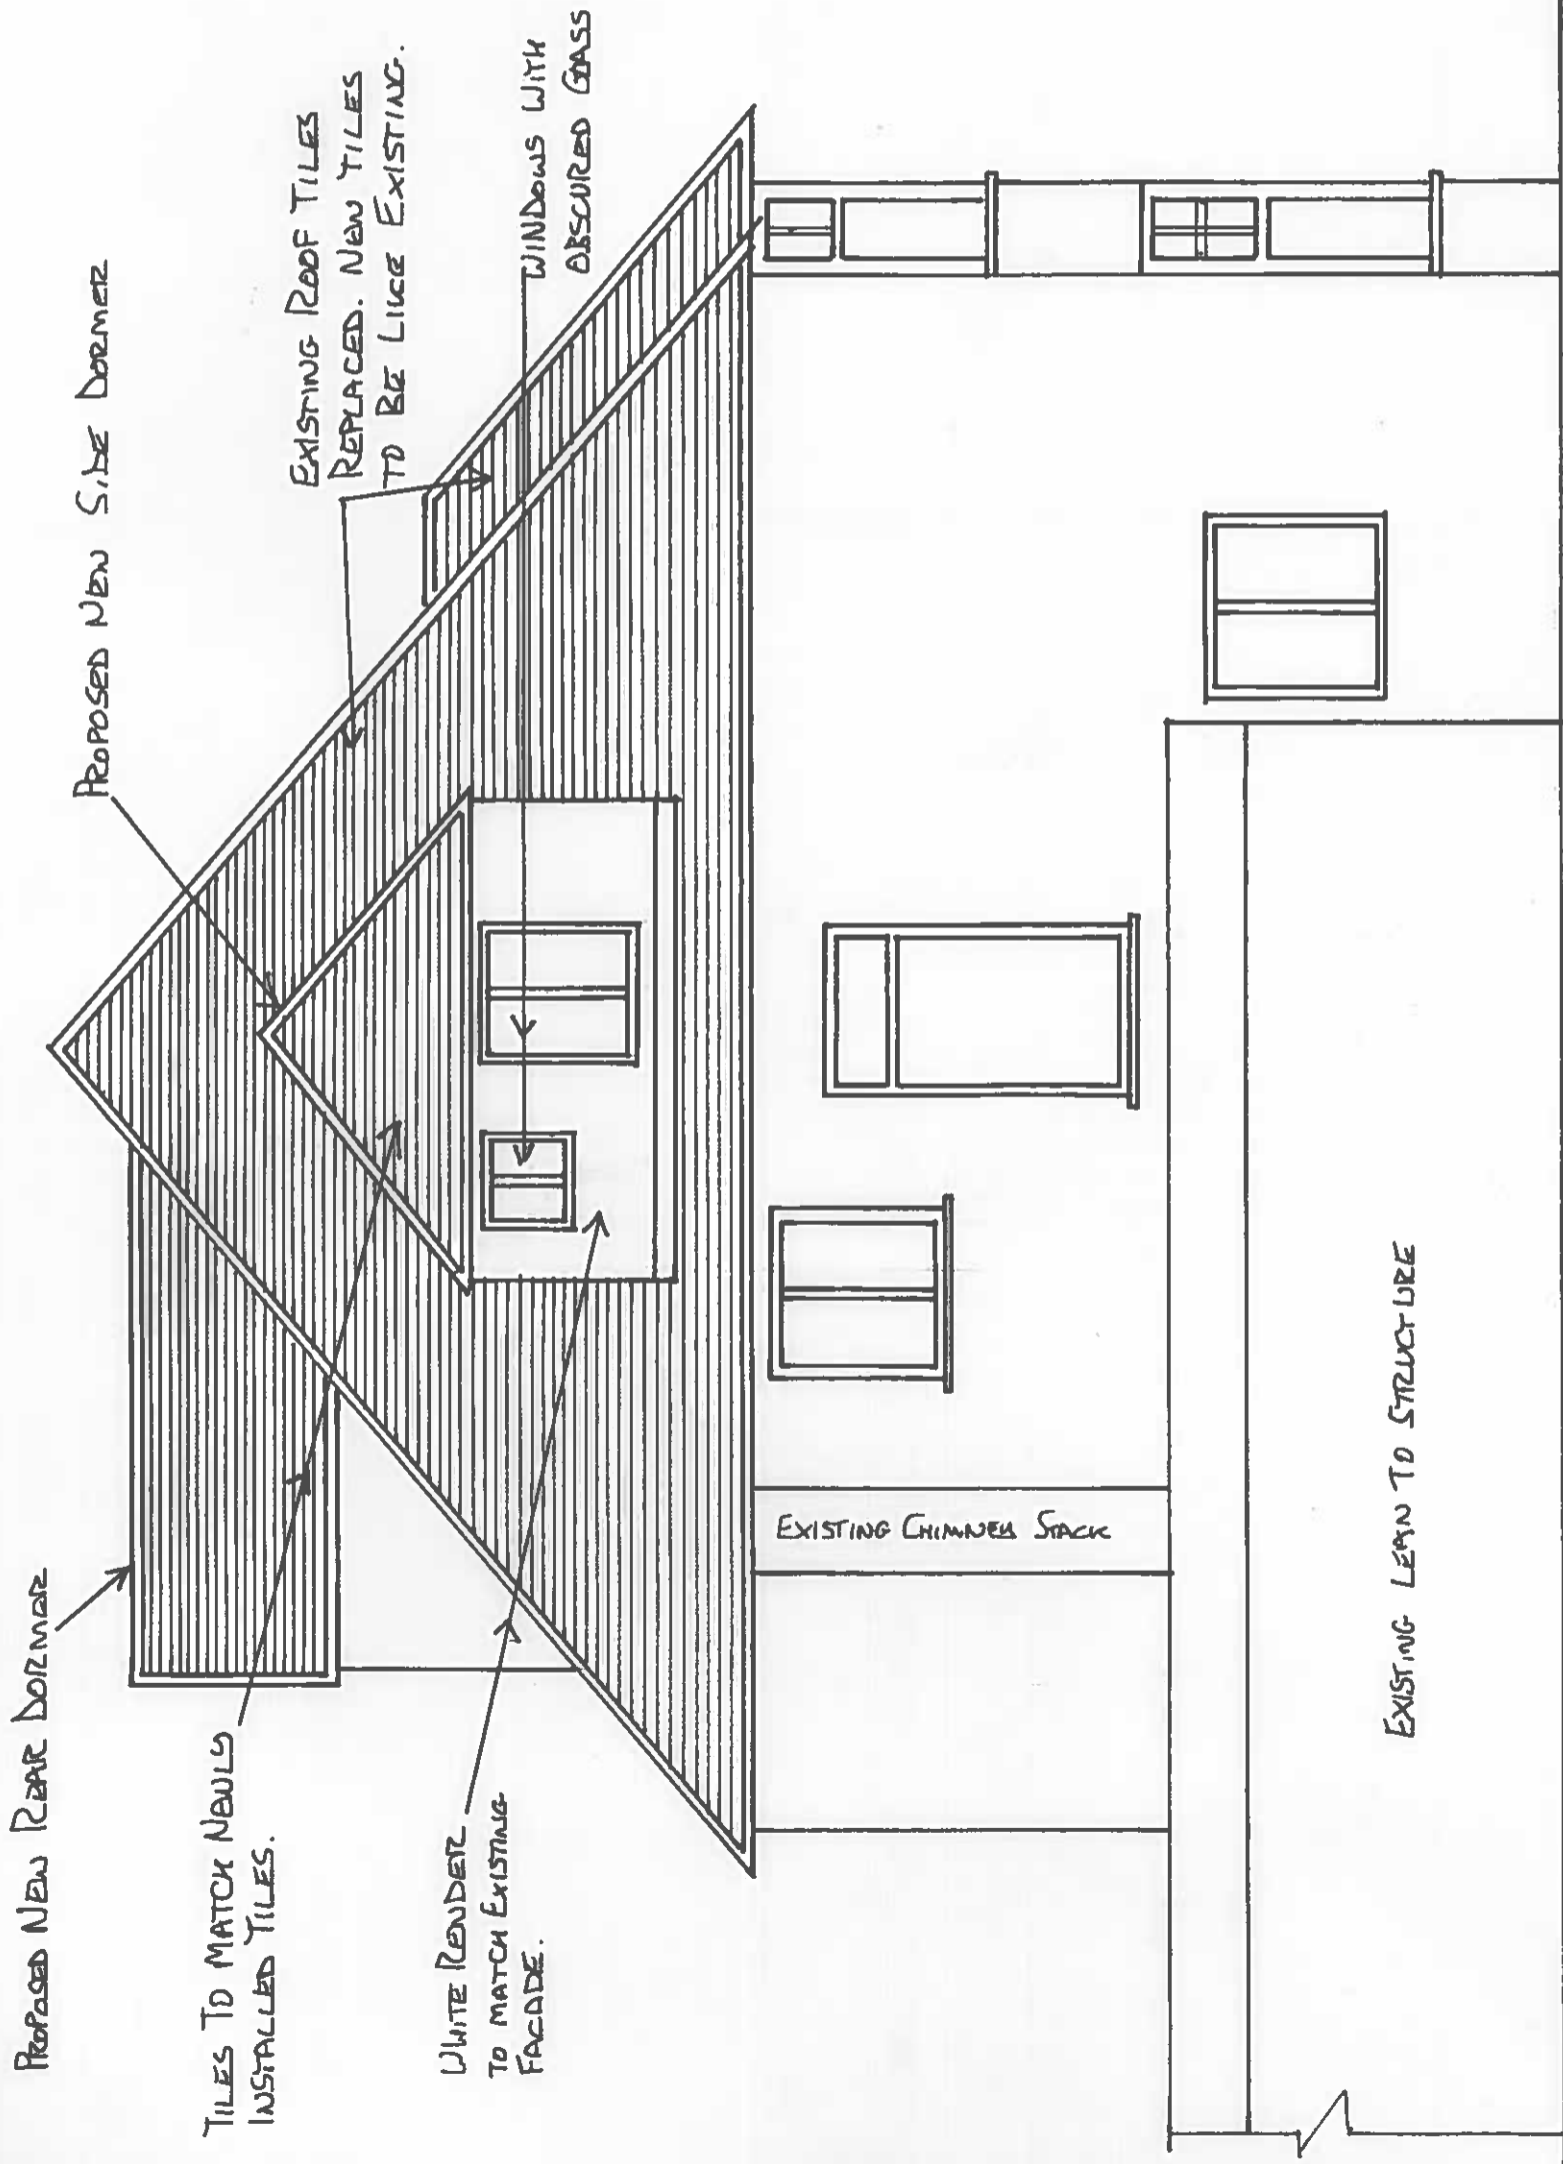 PROPOSED NEW REAR DORMER
TILES TO MATCH NEWLY
INSTALLED TILES.
WHITE RENDER
TO MATCH EXISTING
FACADE.
PROPOSED NEW SIDE DORMER
EXISTING ROOF TILES
REPLACED. NEW TILES
TO BE LIKE EXISTING.
WINDOWS WITH
OBSCURED GLASS
EXISTING CHIMNEY STACK
EXISTING LEAN TO STRUCTURE